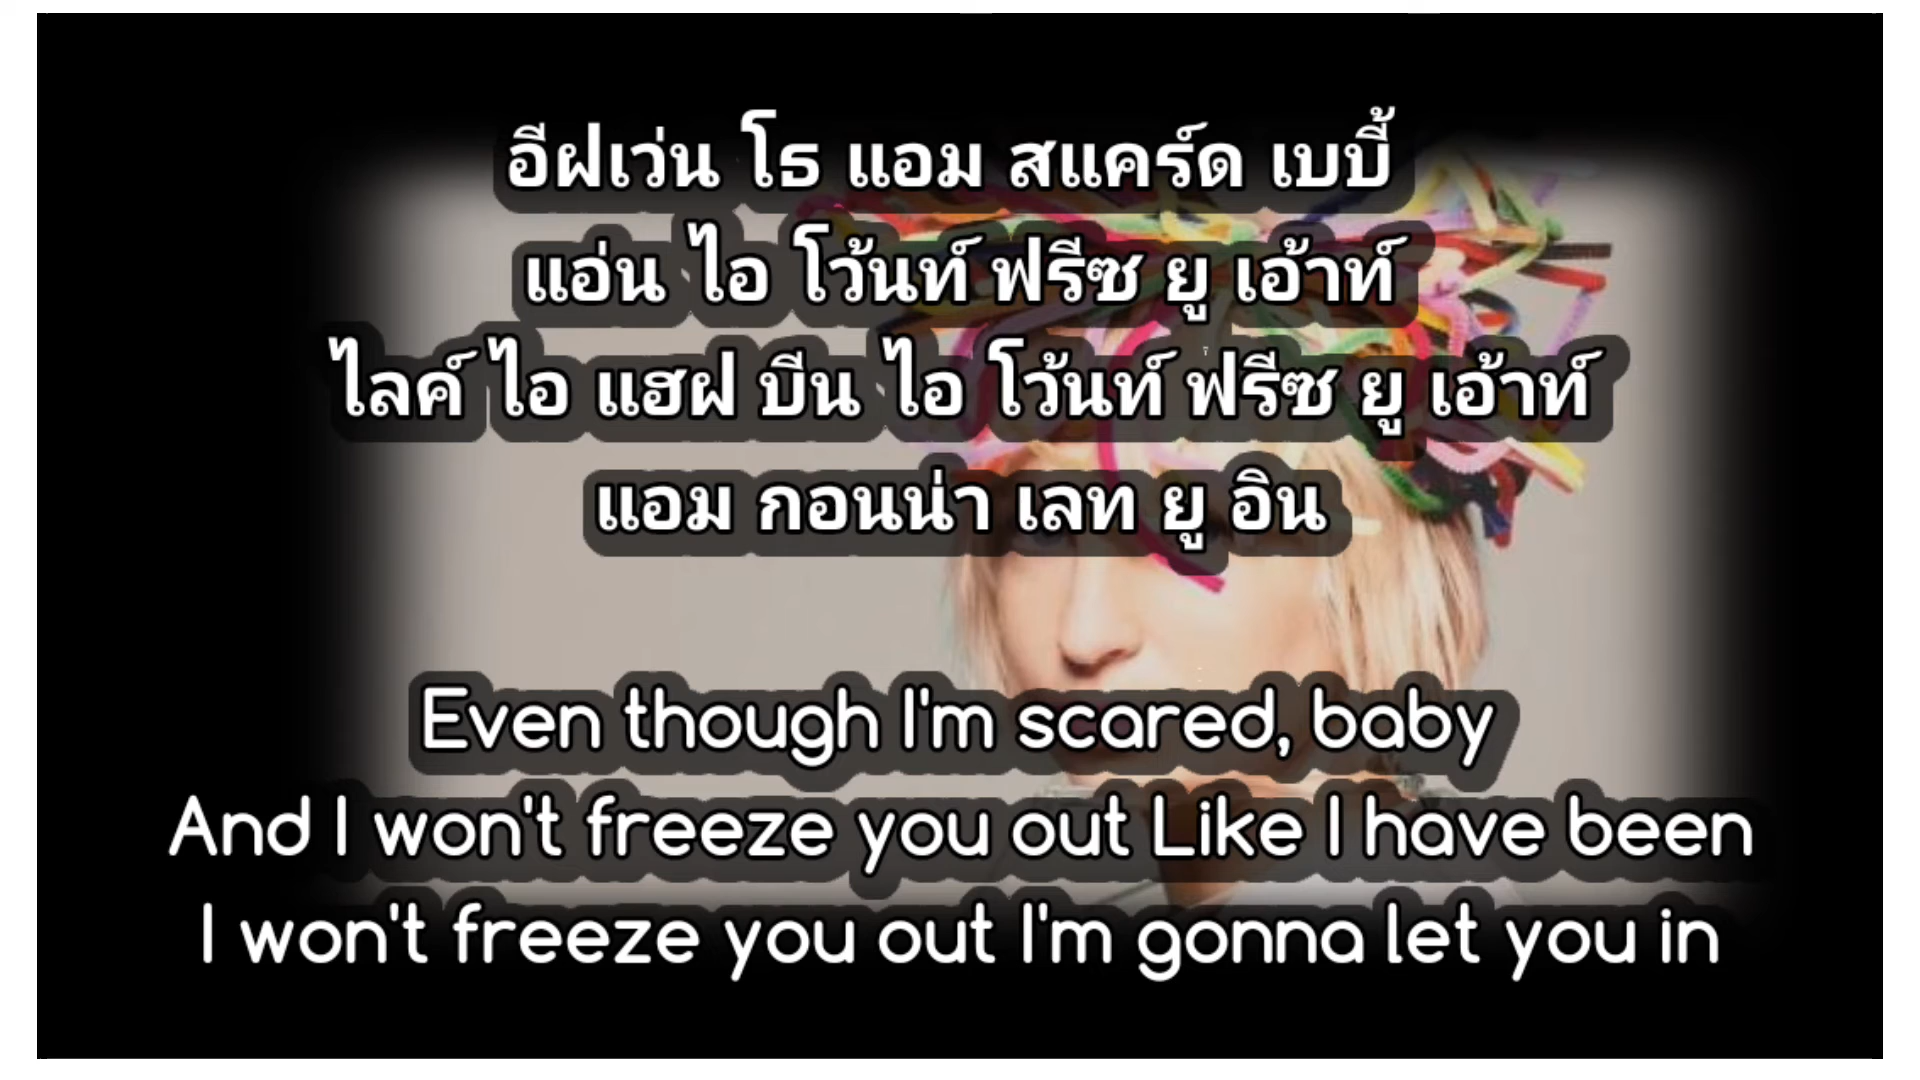 อีฝเว่น โธ แอม สแคร์ด เบบี้
แอ่น ไอ โว้นท์ ฟรีซ ยู เอ้าท์
ไลค์ ไอ แฮฝ บีน ไอ โว้นท์ ฟรีซ ยู เอ้าท์
แอม กอนน่า เลท ยู อิน
Even though I'm scared, baby
And I won't freeze you out Like I have been
I won't freeze you out I'm gonna let you in